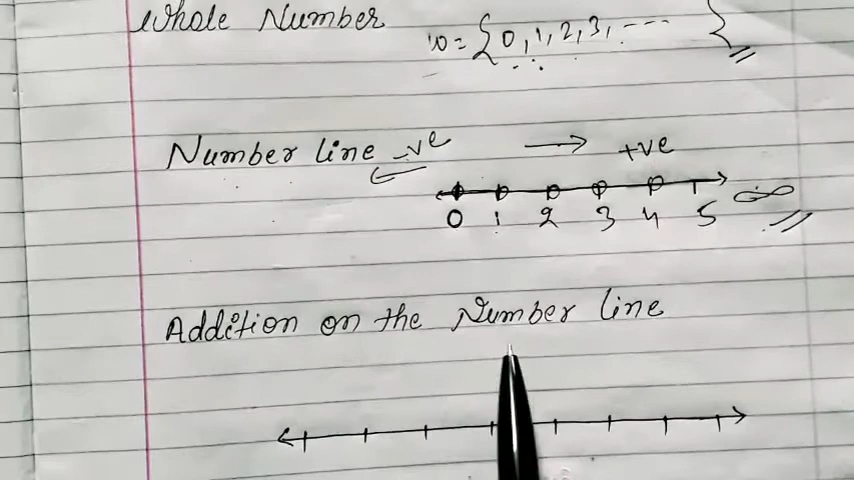 Whole Number
W = {0, 1, 2, 3, ---- }
Number line -ve → +ve
0 1 2 3 4 5 ∞
Addition on the Number line